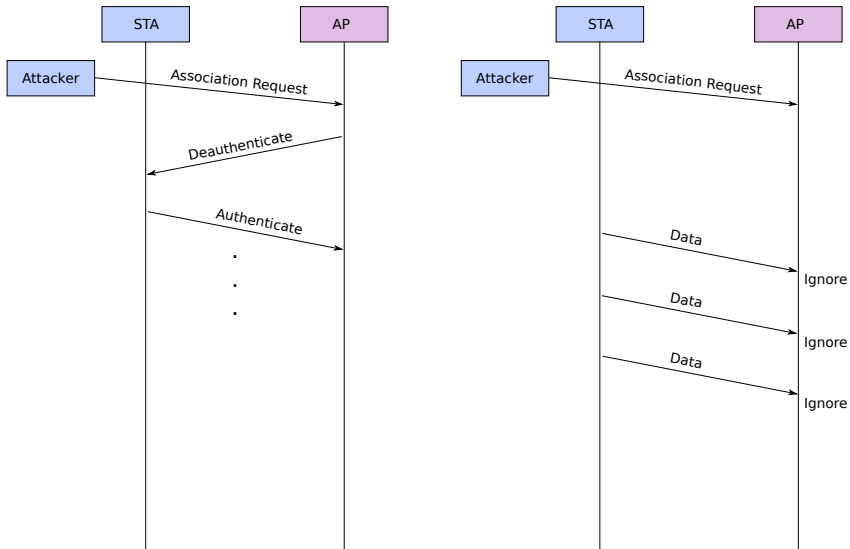 STA
AP
Attacker
Association Request
Deauthenticate
Authenticate
.
.
.
STA
AP
Attacker
Association Request
Data
Ignore
Data
Ignore
Data
Ignore